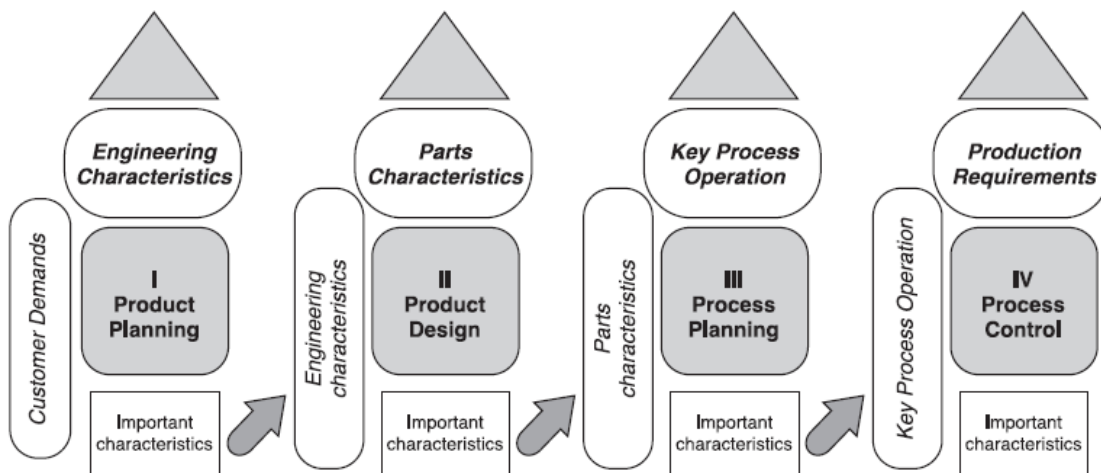 Engineering
Characteristics
Customer Demands
I
Product
Planning
Important
characteristics
Parts
Characteristics
Engineering
characteristics
II
Product
Design
Important
characteristics
Key Process
Operation
Parts
characteristics
III
Process
Planning
Important
characteristics
Production
Requirements
Key Process Operation
IV
Process
Control
Important
characteristics